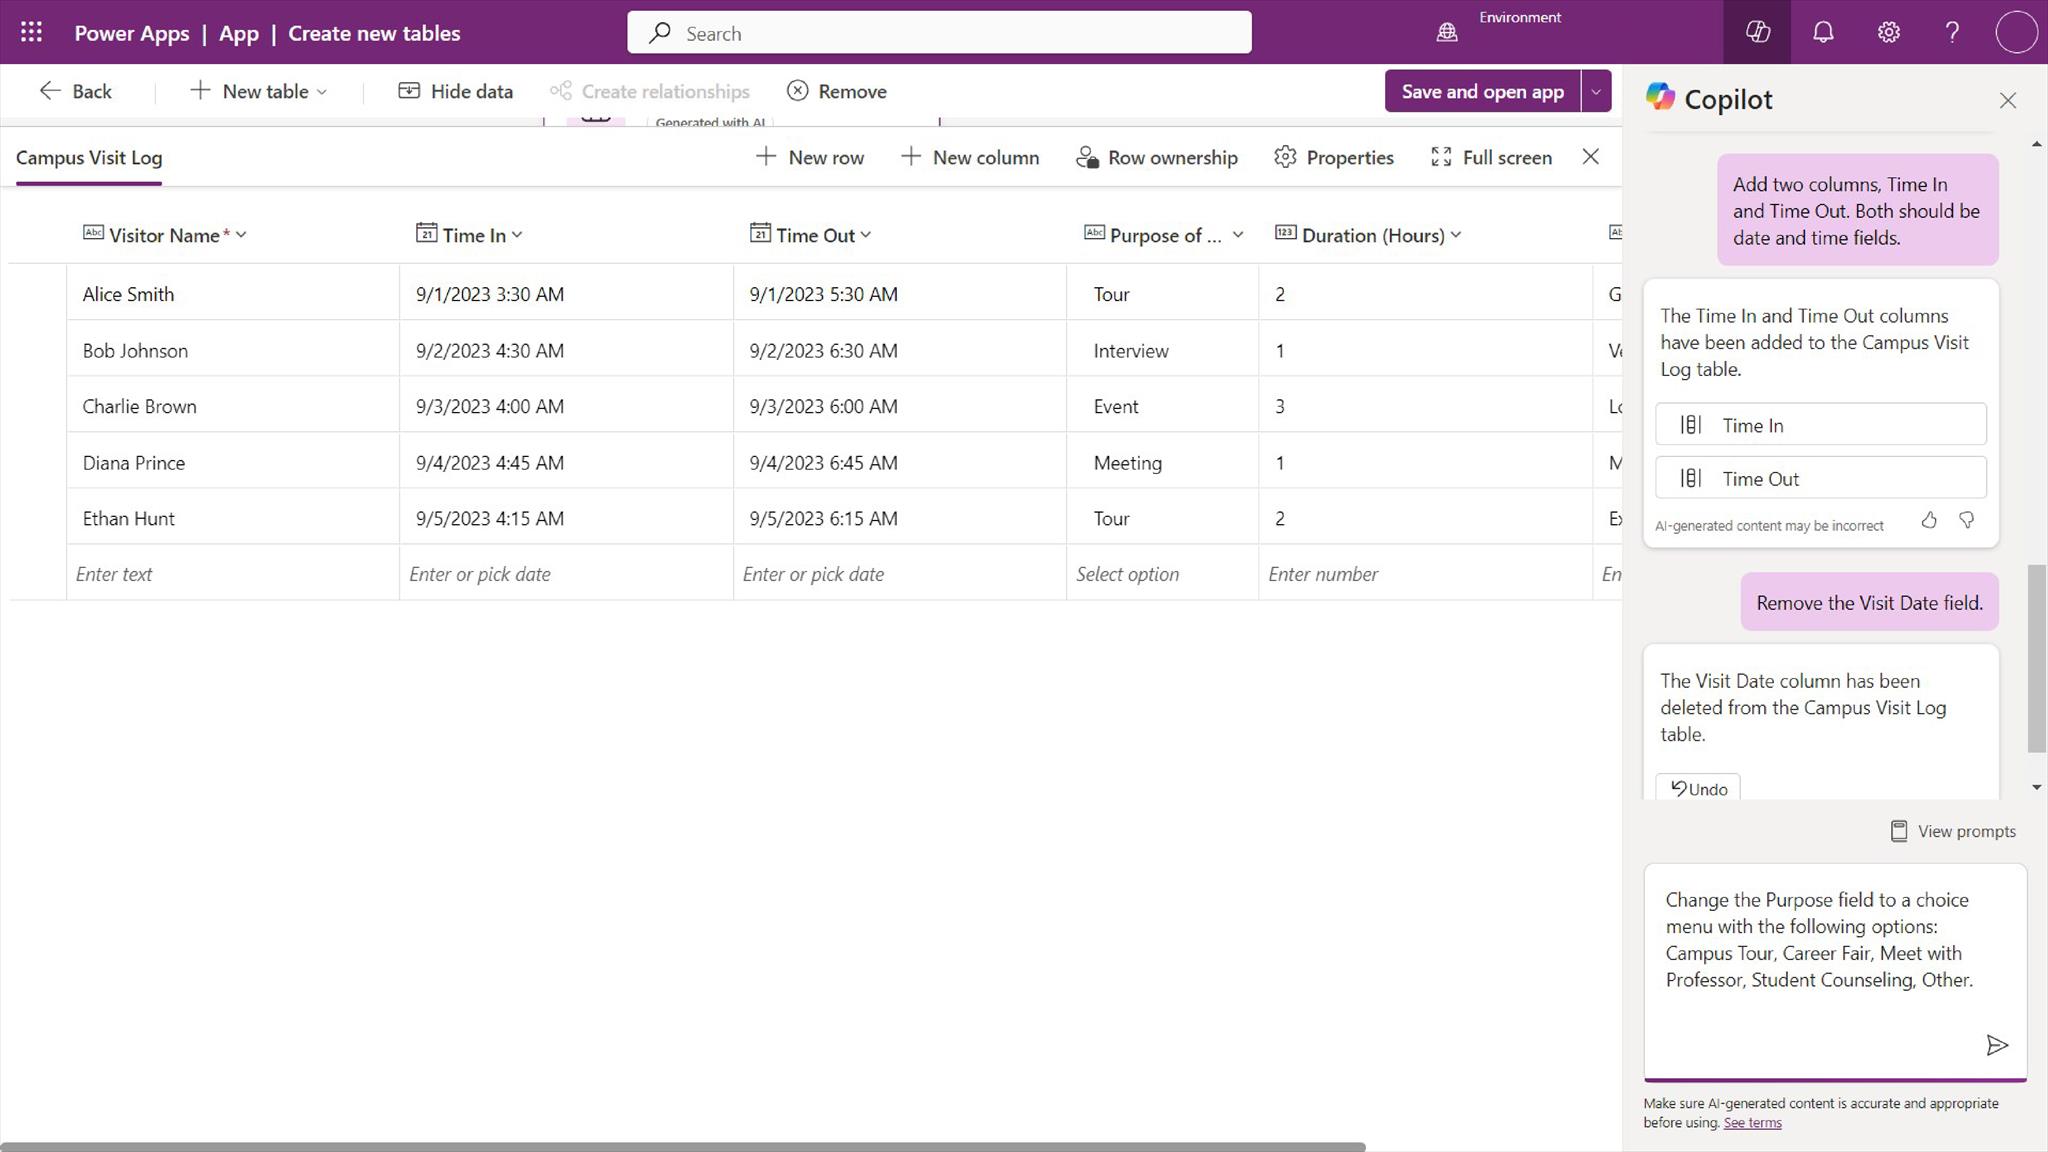 Power Apps | App | Create new tables
Search
Environment
Back
New table
Hide data
Create relationships
Remove
Save and open app
Generated with AI
Campus Visit Log
New row
New column
Row ownership
Properties
Full screen
Abc Visitor Name*
21 Time In
21 Time Out
Abc Purpose of ...
123 Duration (Hours)
Alice Smith 9/1/2023 3:30 AM 9/1/2023 5:30 AM Tour 2
Bob Johnson 9/2/2023 4:30 AM 9/2/2023 6:30 AM Interview 1
Charlie Brown 9/3/2023 4:00 AM 9/3/2023 6:00 AM Event 3
Diana Prince 9/4/2023 4:45 AM 9/4/2023 6:45 AM Meeting 1
Ethan Hunt 9/5/2023 4:15 AM 9/5/2023 6:15 AM Tour 2
Enter text Enter or pick date Enter or pick date Select option Enter number
Copilot
Add two columns, Time In
and Time Out. Both should be
date and time fields.
The Time In and Time Out columns
have been added to the Campus Visit
Log table.
Time In
Time Out
AI-generated content may be incorrect
Remove the Visit Date field.
The Visit Date column has been
deleted from the Campus Visit Log
table.
Undo
View prompts
Change the Purpose field to a choice
menu with the following options:
Campus Tour, Career Fair, Meet with
Professor, Student Counseling, Other.
Make sure AI-generated content is accurate and appropriate
before using. See terms